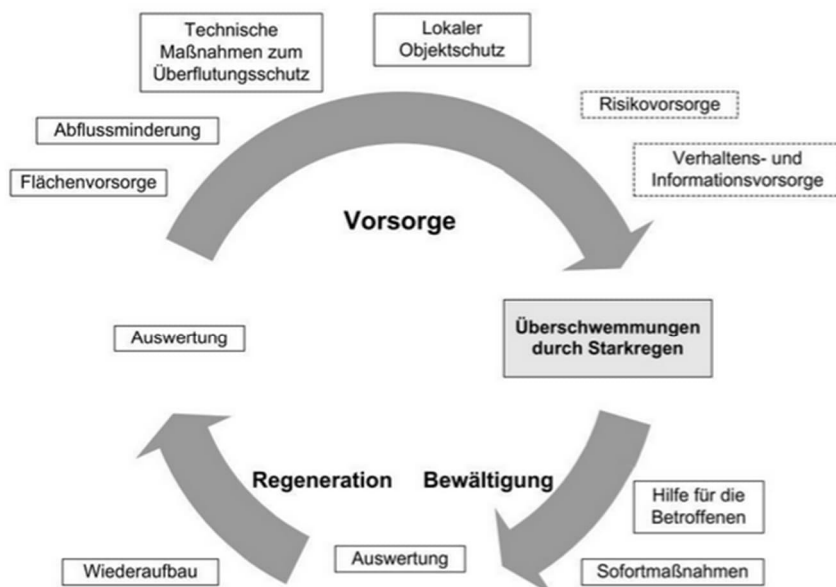 Technische
Maßnahmen zum
Überflutungsschutz
Lokaler
Objektschutz
Risikovorsorge
Abflussminderung
Verhaltens- und
Informationsvorsorge
Flächenvorsorge
Vorsorge
Auswertung
Überschwemmungen
durch Starkregen
Regeneration
Bewältigung
Hilfe für die
Betroffenen
Wiederaufbau
Auswertung
Sofortmaßnahmen